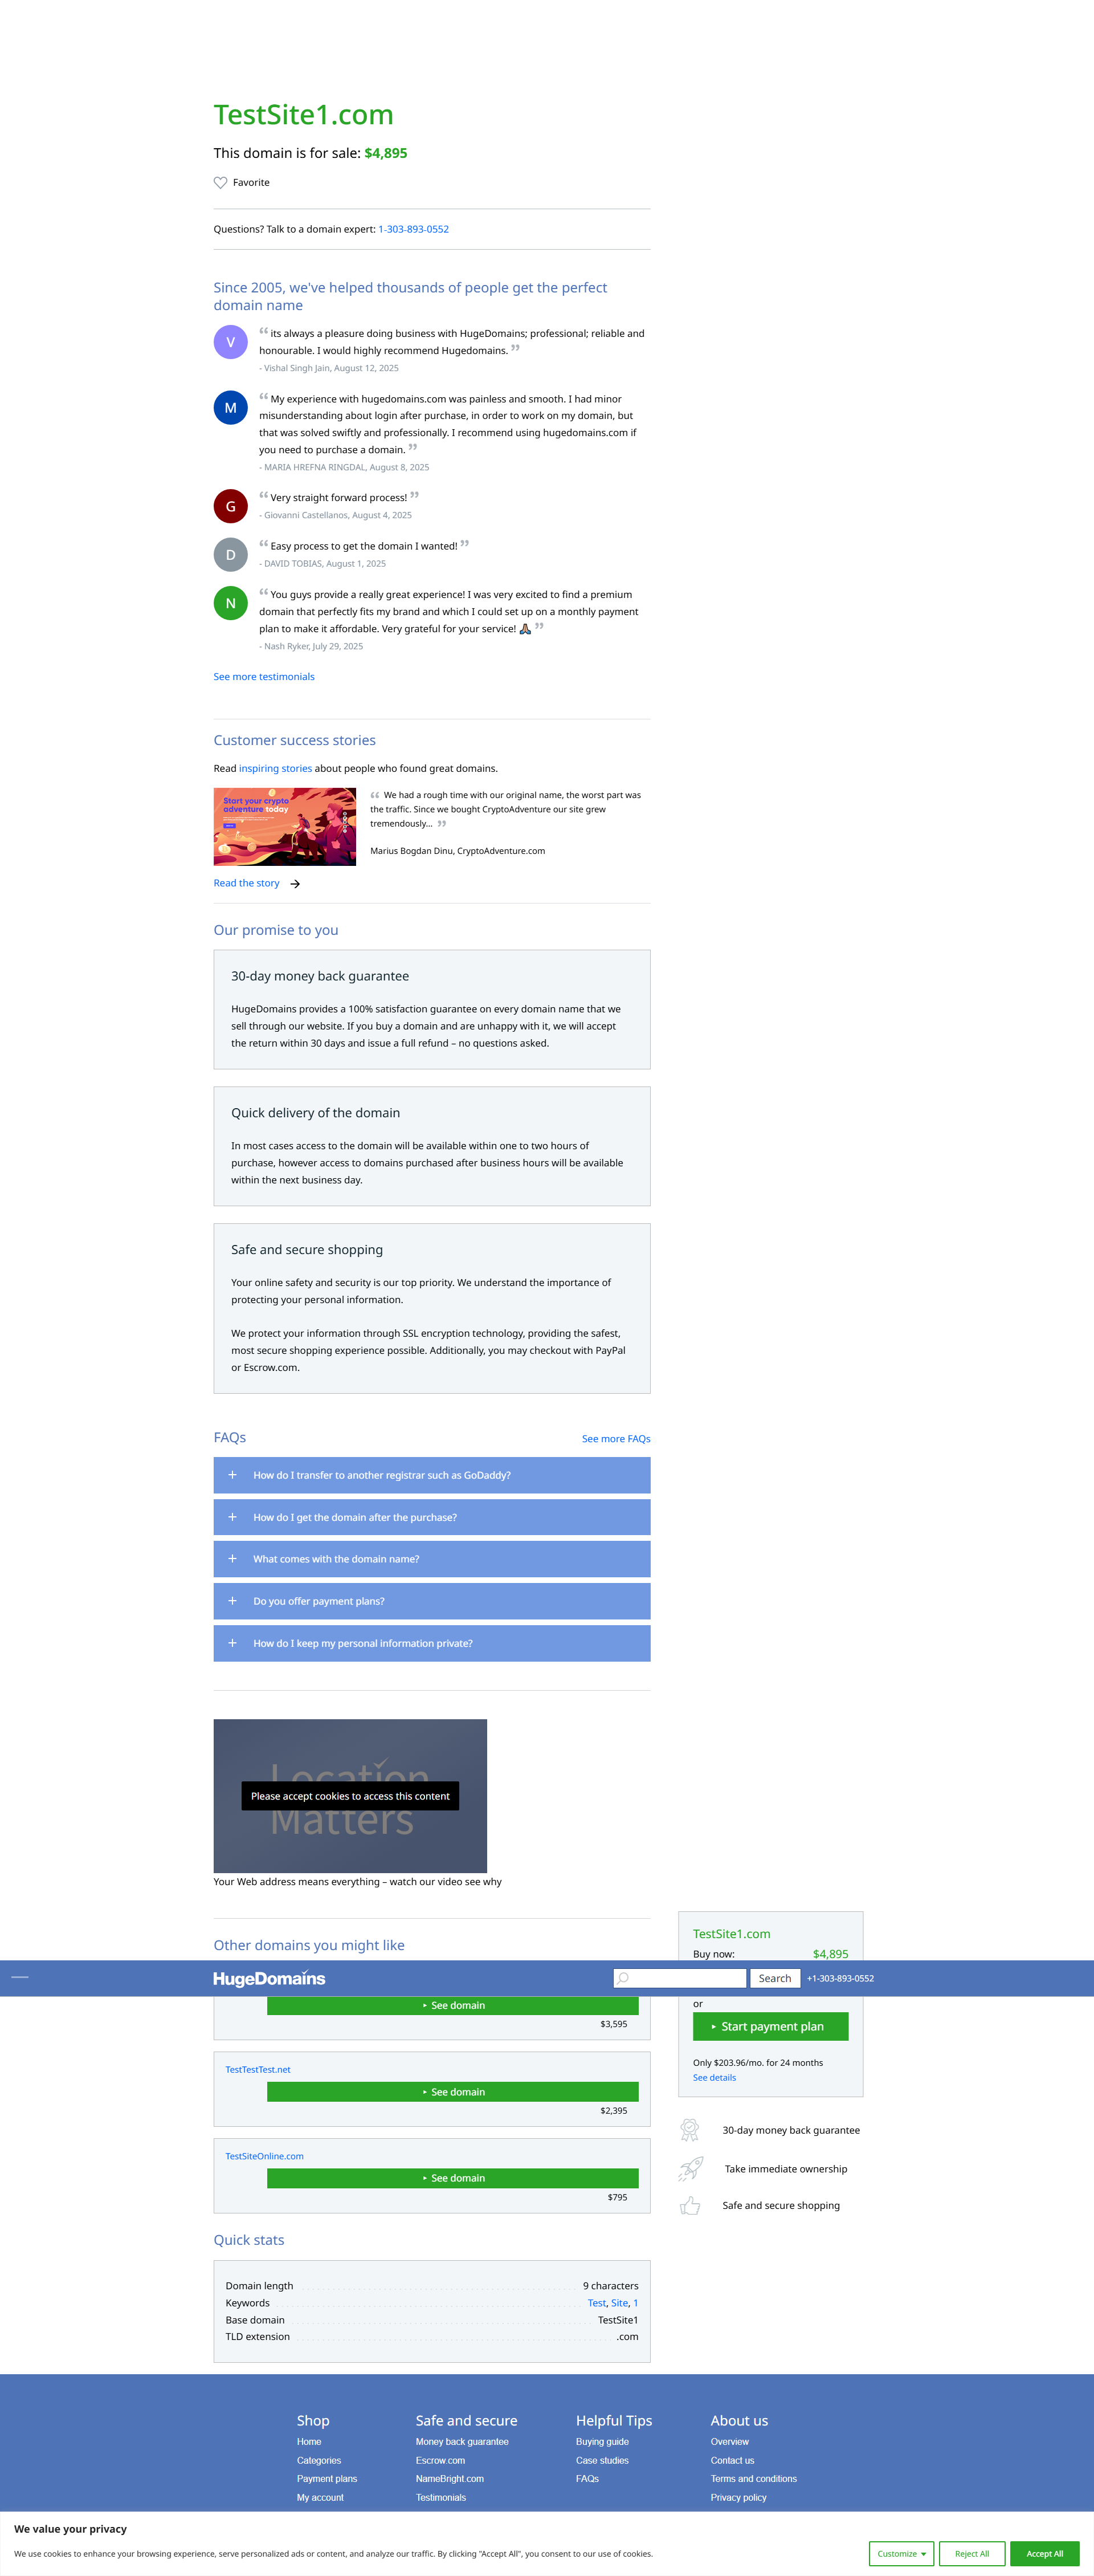 TestSite1.com
This domain is for sale: $4,895
Favorite
Questions? Talk to a domain expert: 1-303-893-0552
Since 2005, we've helped thousands of people get the perfect
domain name
V
“ its always a pleasure doing business with HugeDomains; professional; reliable and
honourable. I would highly recommend Hugedomains. ”
- Vishal Singh Jain, August 12, 2025
M
“ My experience with hugedomains.com was painless and smooth. I had minor
misunderstanding about login after purchase, in order to work on my domain, but
that was solved swiftly and professionally. I recommend using hugedomains.com if
you need to purchase a domain. ”
- MARIA HREFNA RINGDAL, August 8, 2025
G
“ Very straight forward process! ”
- Giovanni Castellanos, August 4, 2025
D
“ Easy process to get the domain I wanted! ”
- DAVID TOBIAS, August 1, 2025
N
“ You guys provide a really great experience! I was very excited to find a premium
domain that perfectly fits my brand and which I could set up on a monthly payment
plan to make it affordable. Very grateful for your service! 🙏🏽 ”
- Nash Ryker, July 29, 2025
See more testimonials
Customer success stories
Read inspiring stories about people who found great domains.
Start your crypto
adventure today
“ We had a rough time with our original name, the worst part was
the traffic. Since we bought CryptoAdventure our site grew
tremendously... ”
Marius Bogdan Dinu, CryptoAdventure.com
Read the story
Our promise to you
30-day money back guarantee
HugeDomains provides a 100% satisfaction guarantee on every domain name that we
sell through our website. If you buy a domain and are unhappy with it, we will accept
the return within 30 days and issue a full refund – no questions asked.
Quick delivery of the domain
In most cases access to the domain will be available within one to two hours of
purchase, however access to domains purchased after business hours will be available
within the next business day.
Safe and secure shopping
Your online safety and security is our top priority. We understand the importance of
protecting your personal information.
We protect your information through SSL encryption technology, providing the safest,
most secure shopping experience possible. Additionally, you may checkout with PayPal
or Escrow.com.
FAQs
See more FAQs
+ How do I transfer to another registrar such as GoDaddy?
+ How do I get the domain after the purchase?
+ What comes with the domain name?
+ Do you offer payment plans?
+ How do I keep my personal information private?
Location
Please accept cookies to access this content
Matters
Your Web address means everything – watch our video see why
TestSite1.com
Other domains you might like
Buy now: $4,895
HugeDomains
Search
+1-303-893-0552
See domain
$3,595
or
Start payment plan
Only $203.96/mo. for 24 months
See details
TestTestTest.net
See domain
$2,395
30-day money back guarantee
Take immediate ownership
Safe and secure shopping
TestSiteOnline.com
See domain
$795
Quick stats
Domain length 9 characters
Keywords Test, Site, 1
Base domain TestSite1
TLD extension .com
Shop
Home
Categories
Payment plans
My account
Safe and secure
Money back guarantee
Escrow.com
NameBright.com
Testimonials
Helpful Tips
Buying guide
Case studies
FAQs
About us
Overview
Contact us
Terms and conditions
Privacy policy
We value your privacy
We use cookies to enhance your browsing experience, serve personalized ads or content, and analyze our traffic. By clicking "Accept All", you consent to our use of cookies.
Customize
Reject All
Accept All